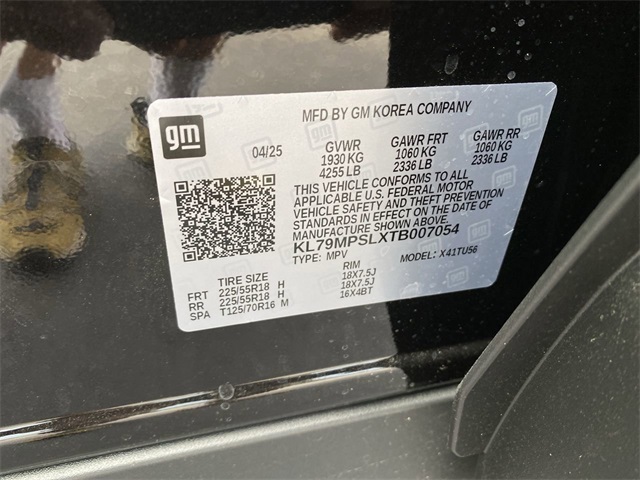 MFD BY GM KOREA COMPANY
gm
04/25 GVWR GAWR FRT GAWR RR
1930 KG 1060 KG 1060 KG
4255 LB 2336 LB 2336 LB
THIS VEHICLE CONFORMS TO ALL
APPLICABLE U.S. FEDERAL MOTOR
VEHICLE SAFETY AND THEFT PREVENTION
STANDARDS IN EFFECT ON THE DATE OF
MANUFACTURE SHOWN ABOVE.
KL79MPSLXTB007054
TYPE: MPV MODEL: X41TU56
TIRE SIZE RIM
FRT 225/55R18 H 18X7.5J
RR 225/55R18 H 18X7.5J
SPA T125/70R16 M 16X4BT